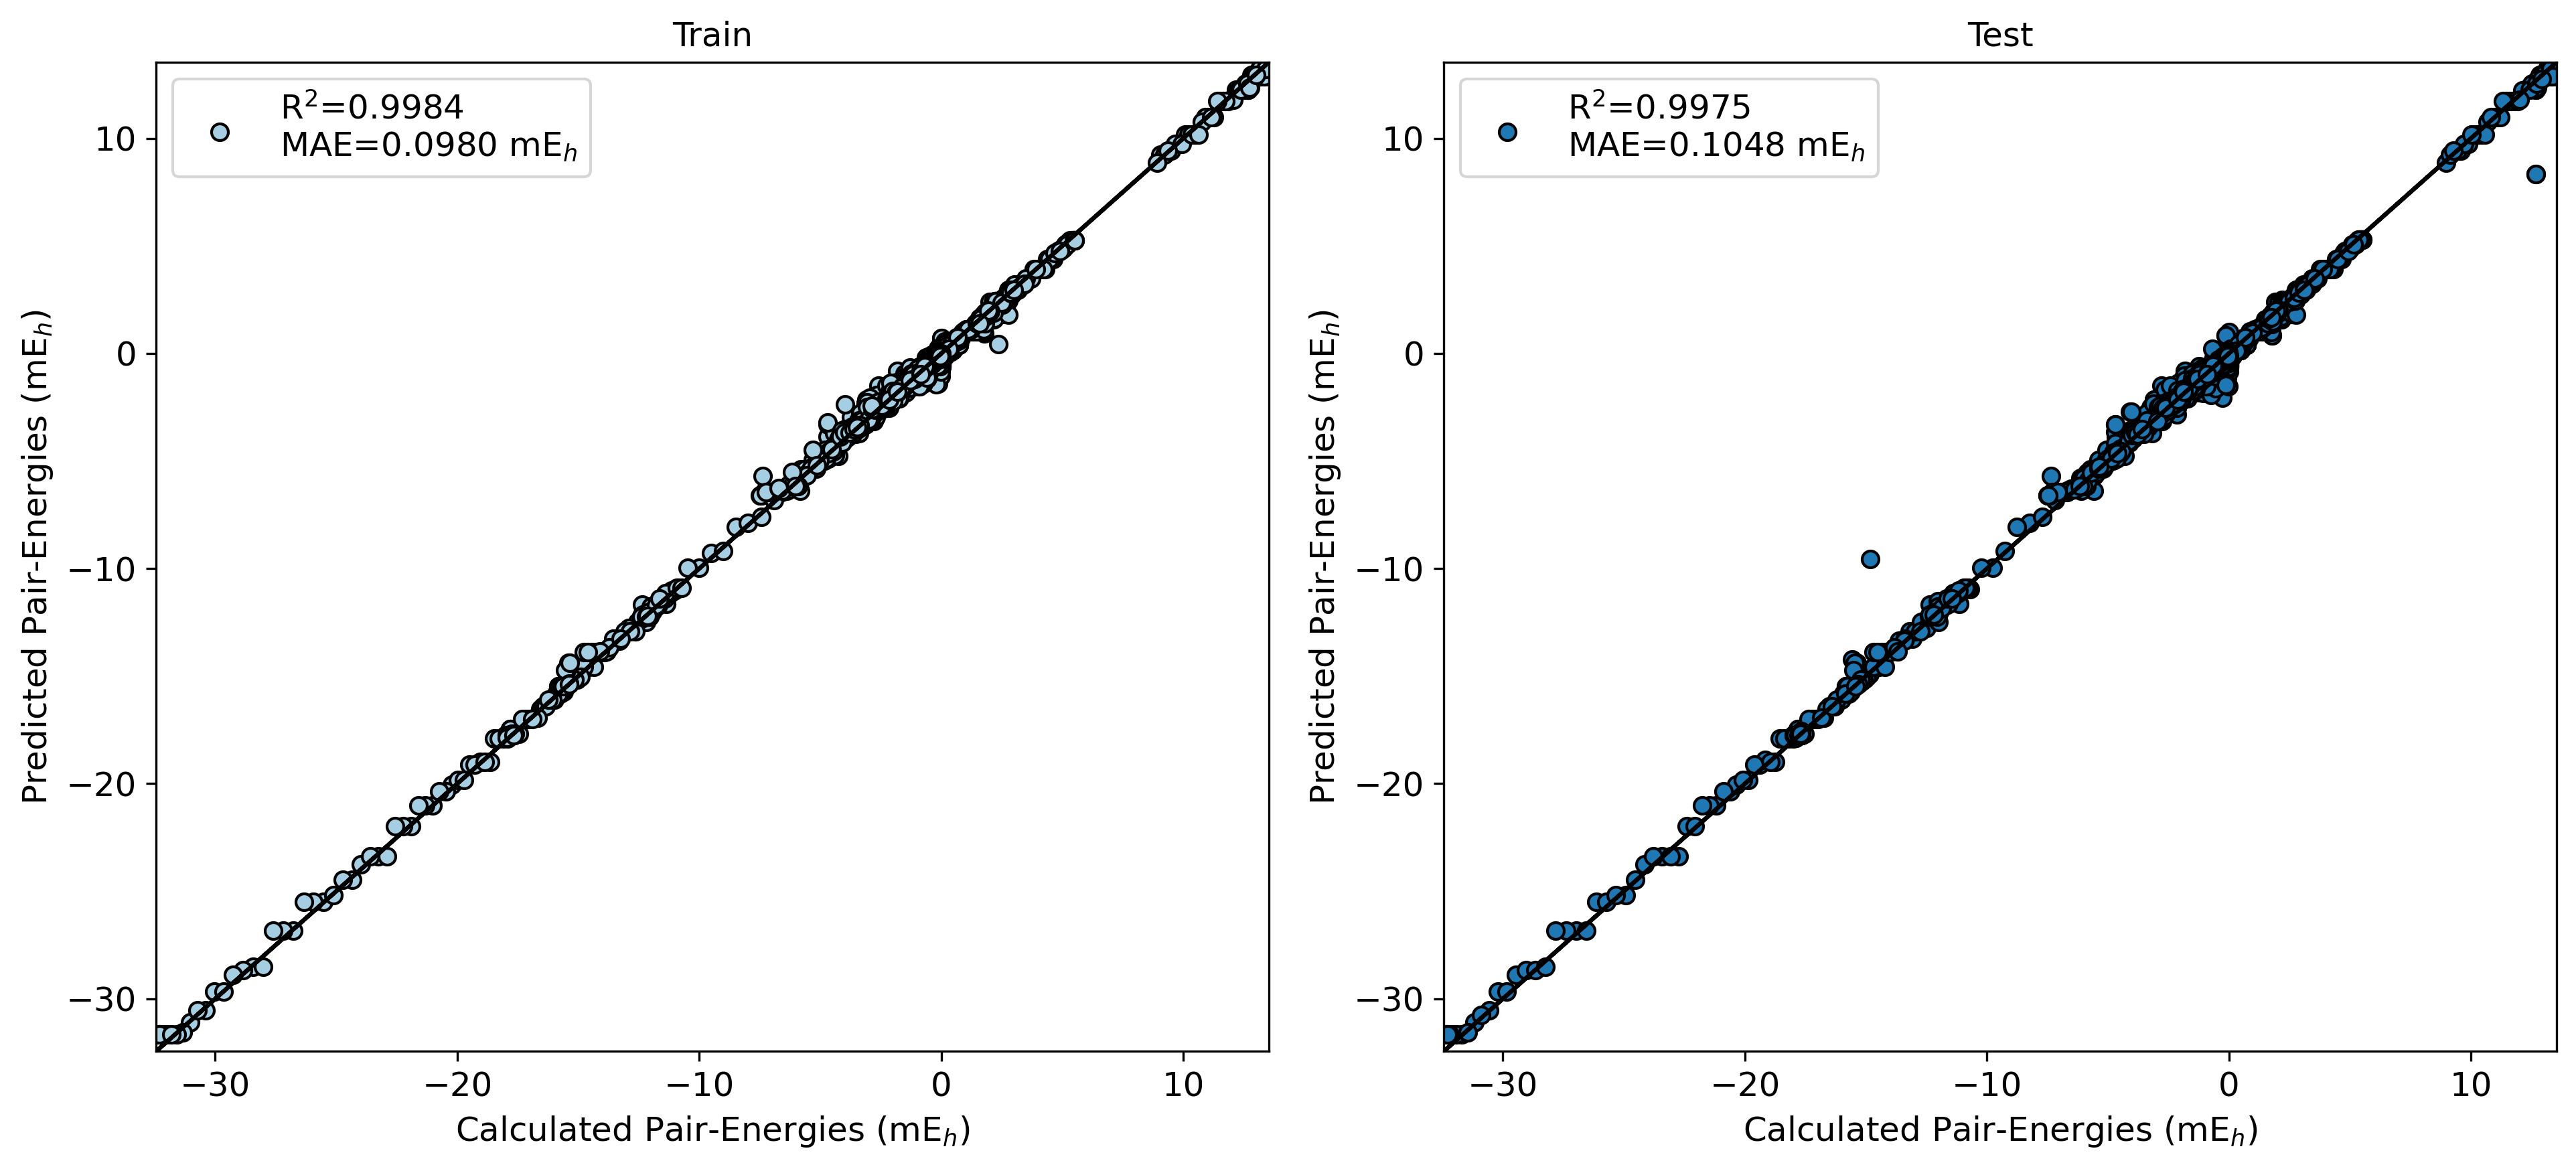 Train
R²=0.9984
MAE=0.0980 mEₕ
10
0
−10
−20
−30
Predicted Pair-Energies (mEₕ)
−30 −20 −10 0 10
Calculated Pair-Energies (mEₕ)
Test
R²=0.9975
MAE=0.1048 mEₕ
10
0
−10
−20
−30
Predicted Pair-Energies (mEₕ)
−30 −20 −10 0 10
Calculated Pair-Energies (mEₕ)